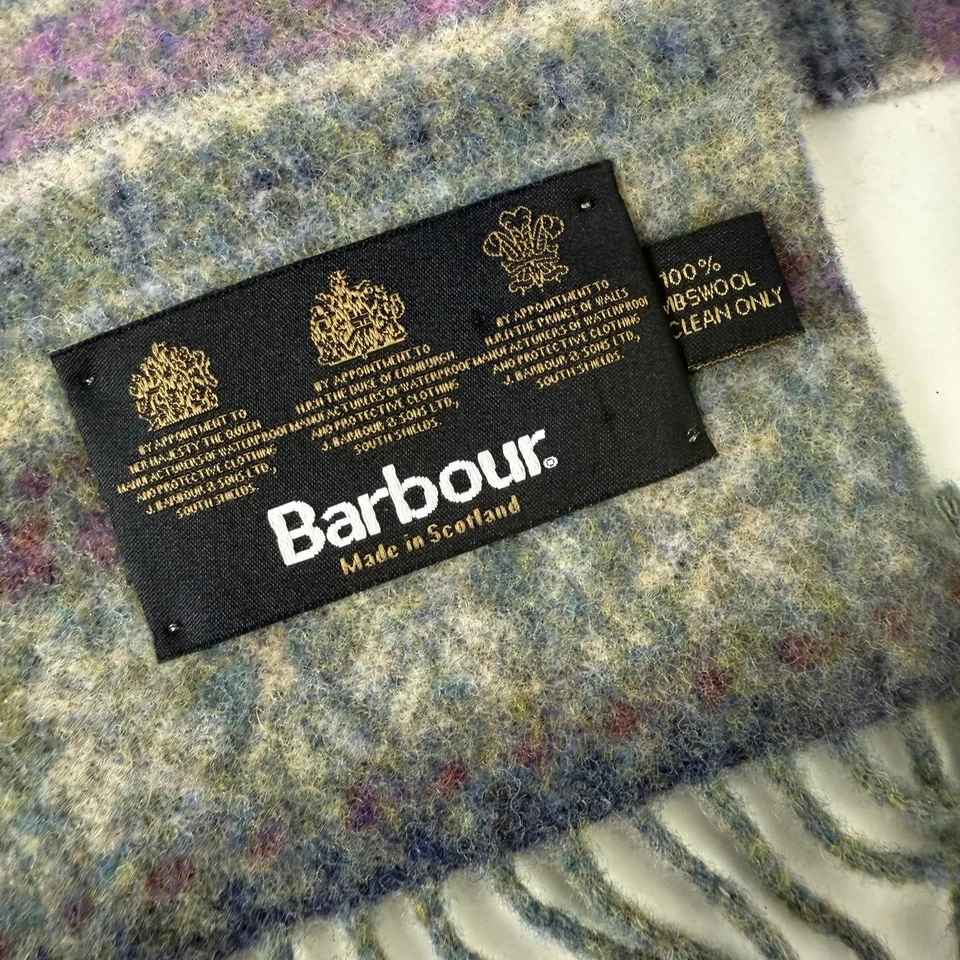 BY APPOINTMENT TO
HER MAJESTY THE QUEEN
MANUFACTURERS OF WATERPROOF
AND PROTECTIVE CLOTHING
J. BARBOUR & SONS LTD,
SOUTH SHIELDS.
BY APPOINTMENT TO
H.R.H THE DUKE OF EDINBURGH
MANUFACTURERS OF WATERPROOF
AND PROTECTIVE CLOTHING
J. BARBOUR & SONS LTD,
SOUTH SHIELDS.
BY APPOINTMENT TO
H.R.H THE PRINCE OF WALES
MANUFACTURERS OF WATERPROOF
AND PROTECTIVE CLOTHING
J. BARBOUR & SONS LTD,
SOUTH SHIELDS.
Barbour®
Made in Scotland
100%
MBSWOOL
CLEAN ONLY